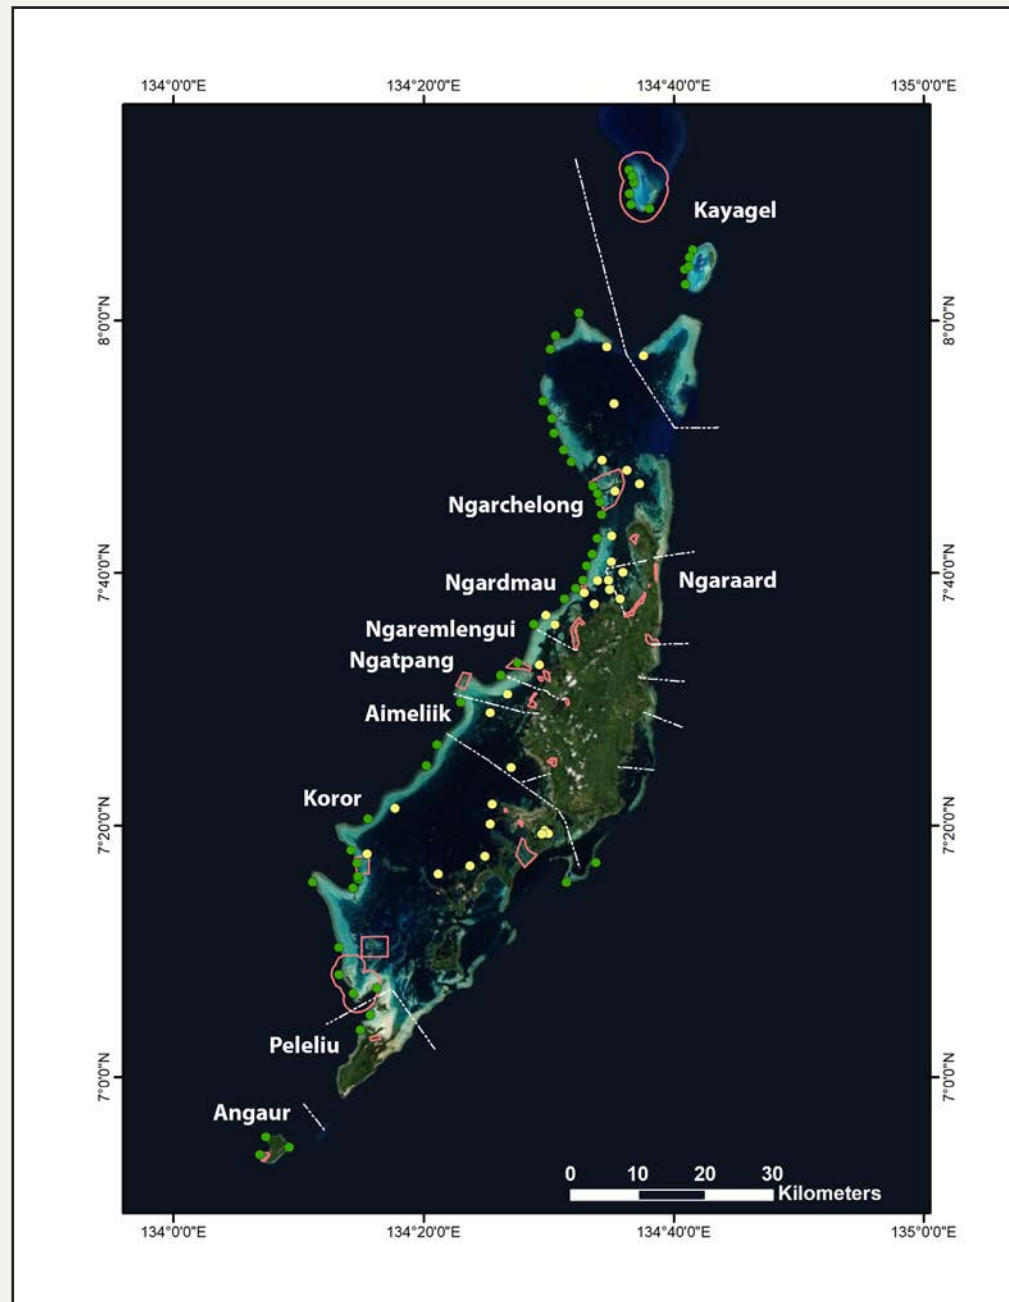 134°0'0"E 134°20'0"E 134°40'0"E 135°0'0"E
Kayagel
8°0'0"N 8°0'0"N
Ngarchelong
7°40'0"N 7°40'0"N
Ngardmau Ngaraard
Ngaremlengui
Ngatpang
Aimeliik
Koror
7°20'0"N 7°20'0"N
Peleliu
7°0'0"N 7°0'0"N
Angaur
0 10 20 30
Kilometers
134°0'0"E 134°20'0"E 134°40'0"E 135°0'0"E